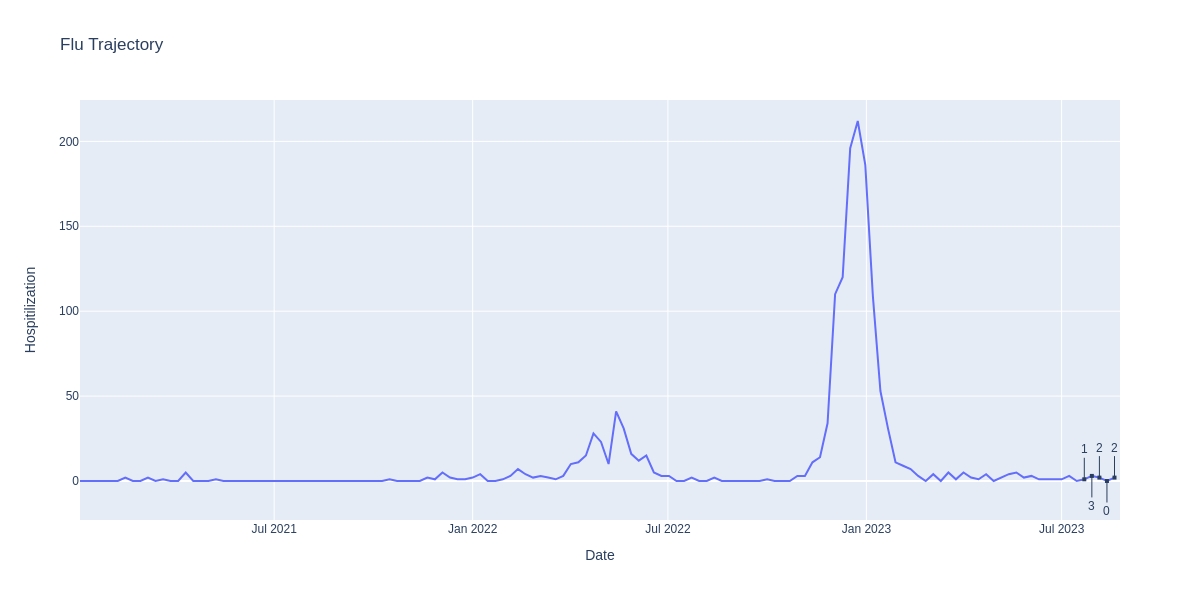 Flu Trajectory
Hospitilization
200
150
100
50
0
1
2
2
3
0
Jul 2021
Jan 2022
Jul 2022
Jan 2023
Jul 2023
Date